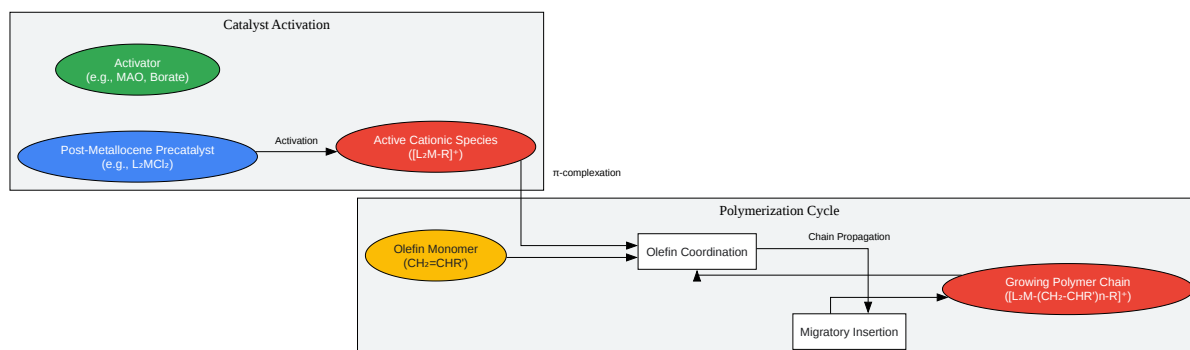 Catalyst Activation
Activator
(e.g., MAO, Borate)
Post-Metallocene Precatalyst
(e.g., L₂MCl₂)
Activation
Active Cationic Species
([L₂M-R]⁺)
π-complexation
Polymerization Cycle
Olefin Monomer
(CH₂=CHR')
Olefin Coordination
Chain Propagation
Growing Polymer Chain
([L₂M-(CH₂-CHR')n-R]⁺)
Migratory Insertion